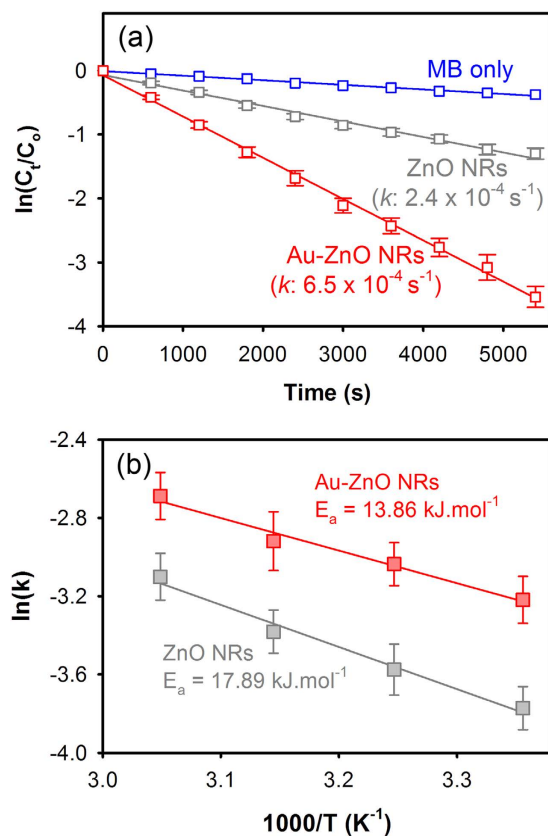 (a)
MB only
ZnO NRs
(k: 2.4 x 10⁻⁴ s⁻¹)
Au-ZnO NRs
(k: 6.5 x 10⁻⁴ s⁻¹)
ln(Cₜ/Cₒ)
0
-1
-2
-3
-4
0 1000 2000 3000 4000 5000
Time (s)
(b)
Au-ZnO NRs
Eₐ = 13.86 kJ.mol⁻¹
ZnO NRs
Eₐ = 17.89 kJ.mol⁻¹
ln(k)
-2.4
-2.8
-3.2
-3.6
-4.0
3.0 3.1 3.2 3.3
1000/T (K⁻¹)